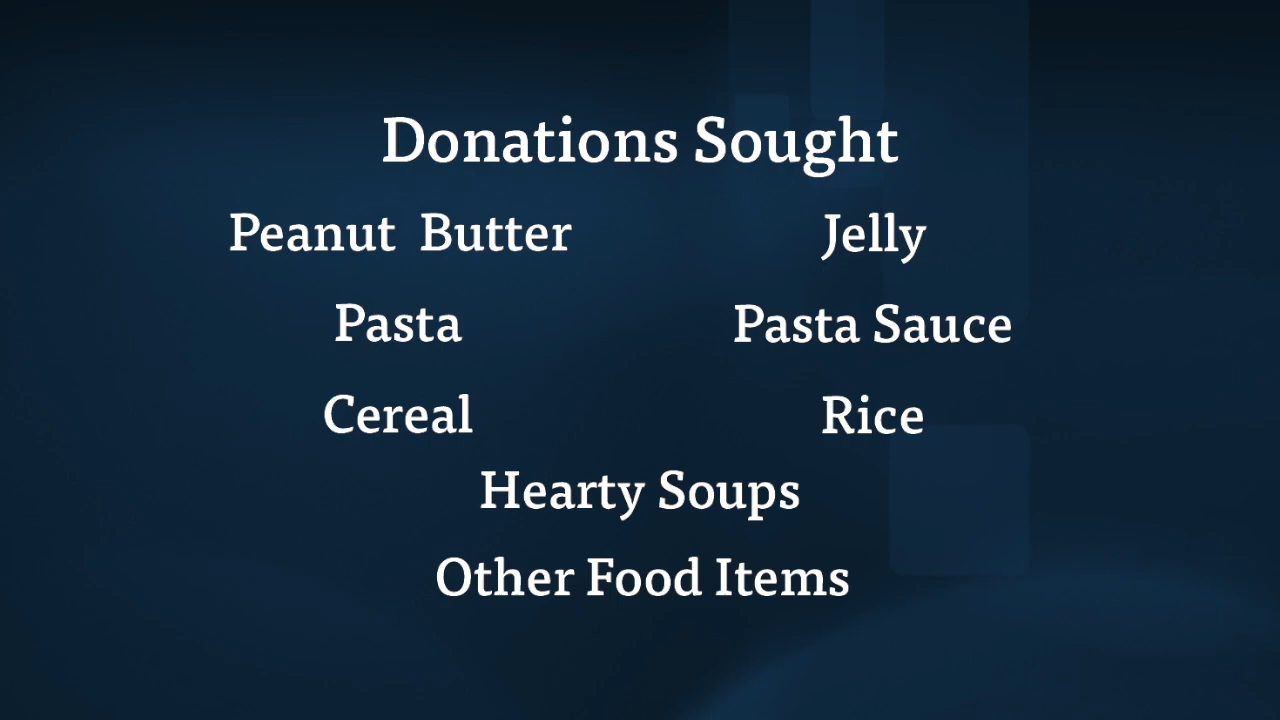 Donations Sought
Peanut Butter Jelly
Pasta Pasta Sauce
Cereal Rice
Hearty Soups
Other Food Items